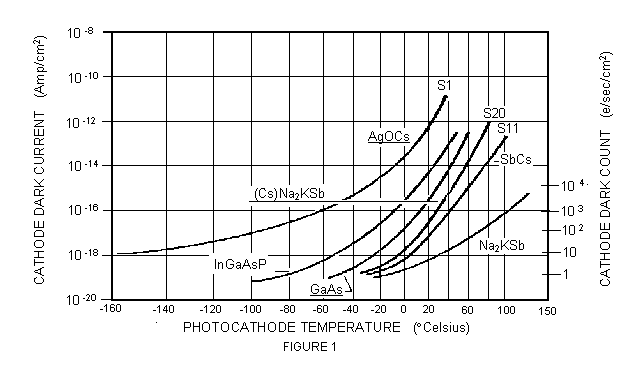 10 -8
10 -10
10 -12
10 -14
10 -16
10 -18
10 -20
CATHODE DARK CURRENT (Amp/cm²)
CATHODE DARK COUNT (e/sec/cm²)
10 4
10 3
10 2
10
1
S1
S20
S11
AgOCs
SbCs
(Cs)Na₂KSb
Na₂KSb
InGaAsP
GaAs
-160 -140 -120 -100 -80 -60 -40 -20 0 20 60 80 100 150
PHOTOCATHODE TEMPERATURE (°Celsius)
FIGURE 1